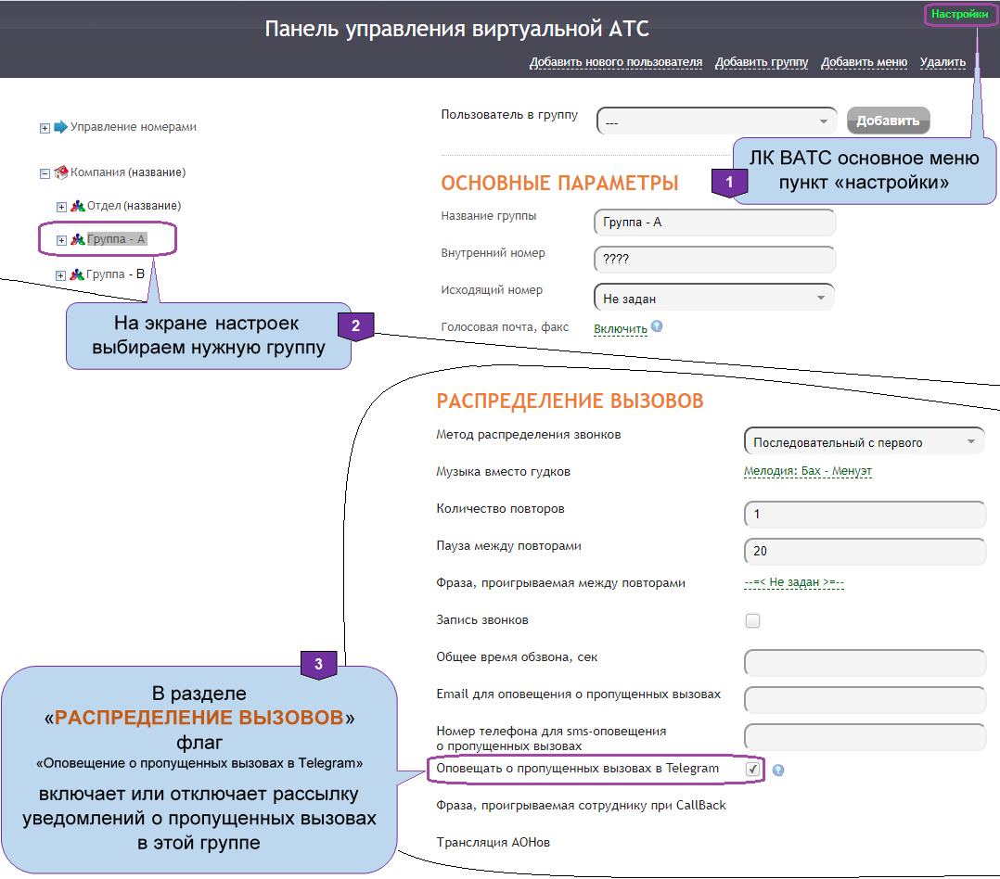 Настройки
Панель управления виртуальной АТС
Добавить нового пользователя Добавить группу Добавить меню Удалить
Управление номерами
Компания (название)
Отдел (название)
Группа - А
Группа - В
Пользователь в группу --- Добавить
1
ЛК ВАТС основное меню
пункт «настройки»
ОСНОВНЫЕ ПАРАМЕТРЫ
Название группы Группа - А
Внутренний номер ????
Исходящий номер Не задан
Голосовая почта, факс Включить ?
2
На экране настроек
выбираем нужную группу
РАСПРЕДЕЛЕНИЕ ВЫЗОВОВ
Метод распределения звонков Последовательный с первого
Музыка вместо гудков Мелодия: Бах - Менуэт
Количество повторов 1
Пауза между повторами 20
Фраза, проигрываемая между повторами --=< Не задан >=--
Запись звонков
Общее время обзвона, сек
Email для оповещения о пропущенных вызовах
Номер телефона для sms-оповещения
о пропущенных вызовах
Оповещать о пропущенных вызовах в Telegram ?
Фраза, проигрываемая сотруднику при CallBack
Трансляция АОНов
3
В разделе
«РАСПРЕДЕЛЕНИЕ ВЫЗОВОВ»
флаг
«Оповещение о пропущенных вызовах в Telegram»
включает или отключает рассылку
уведомлений о пропущенных вызовах
в этой группе